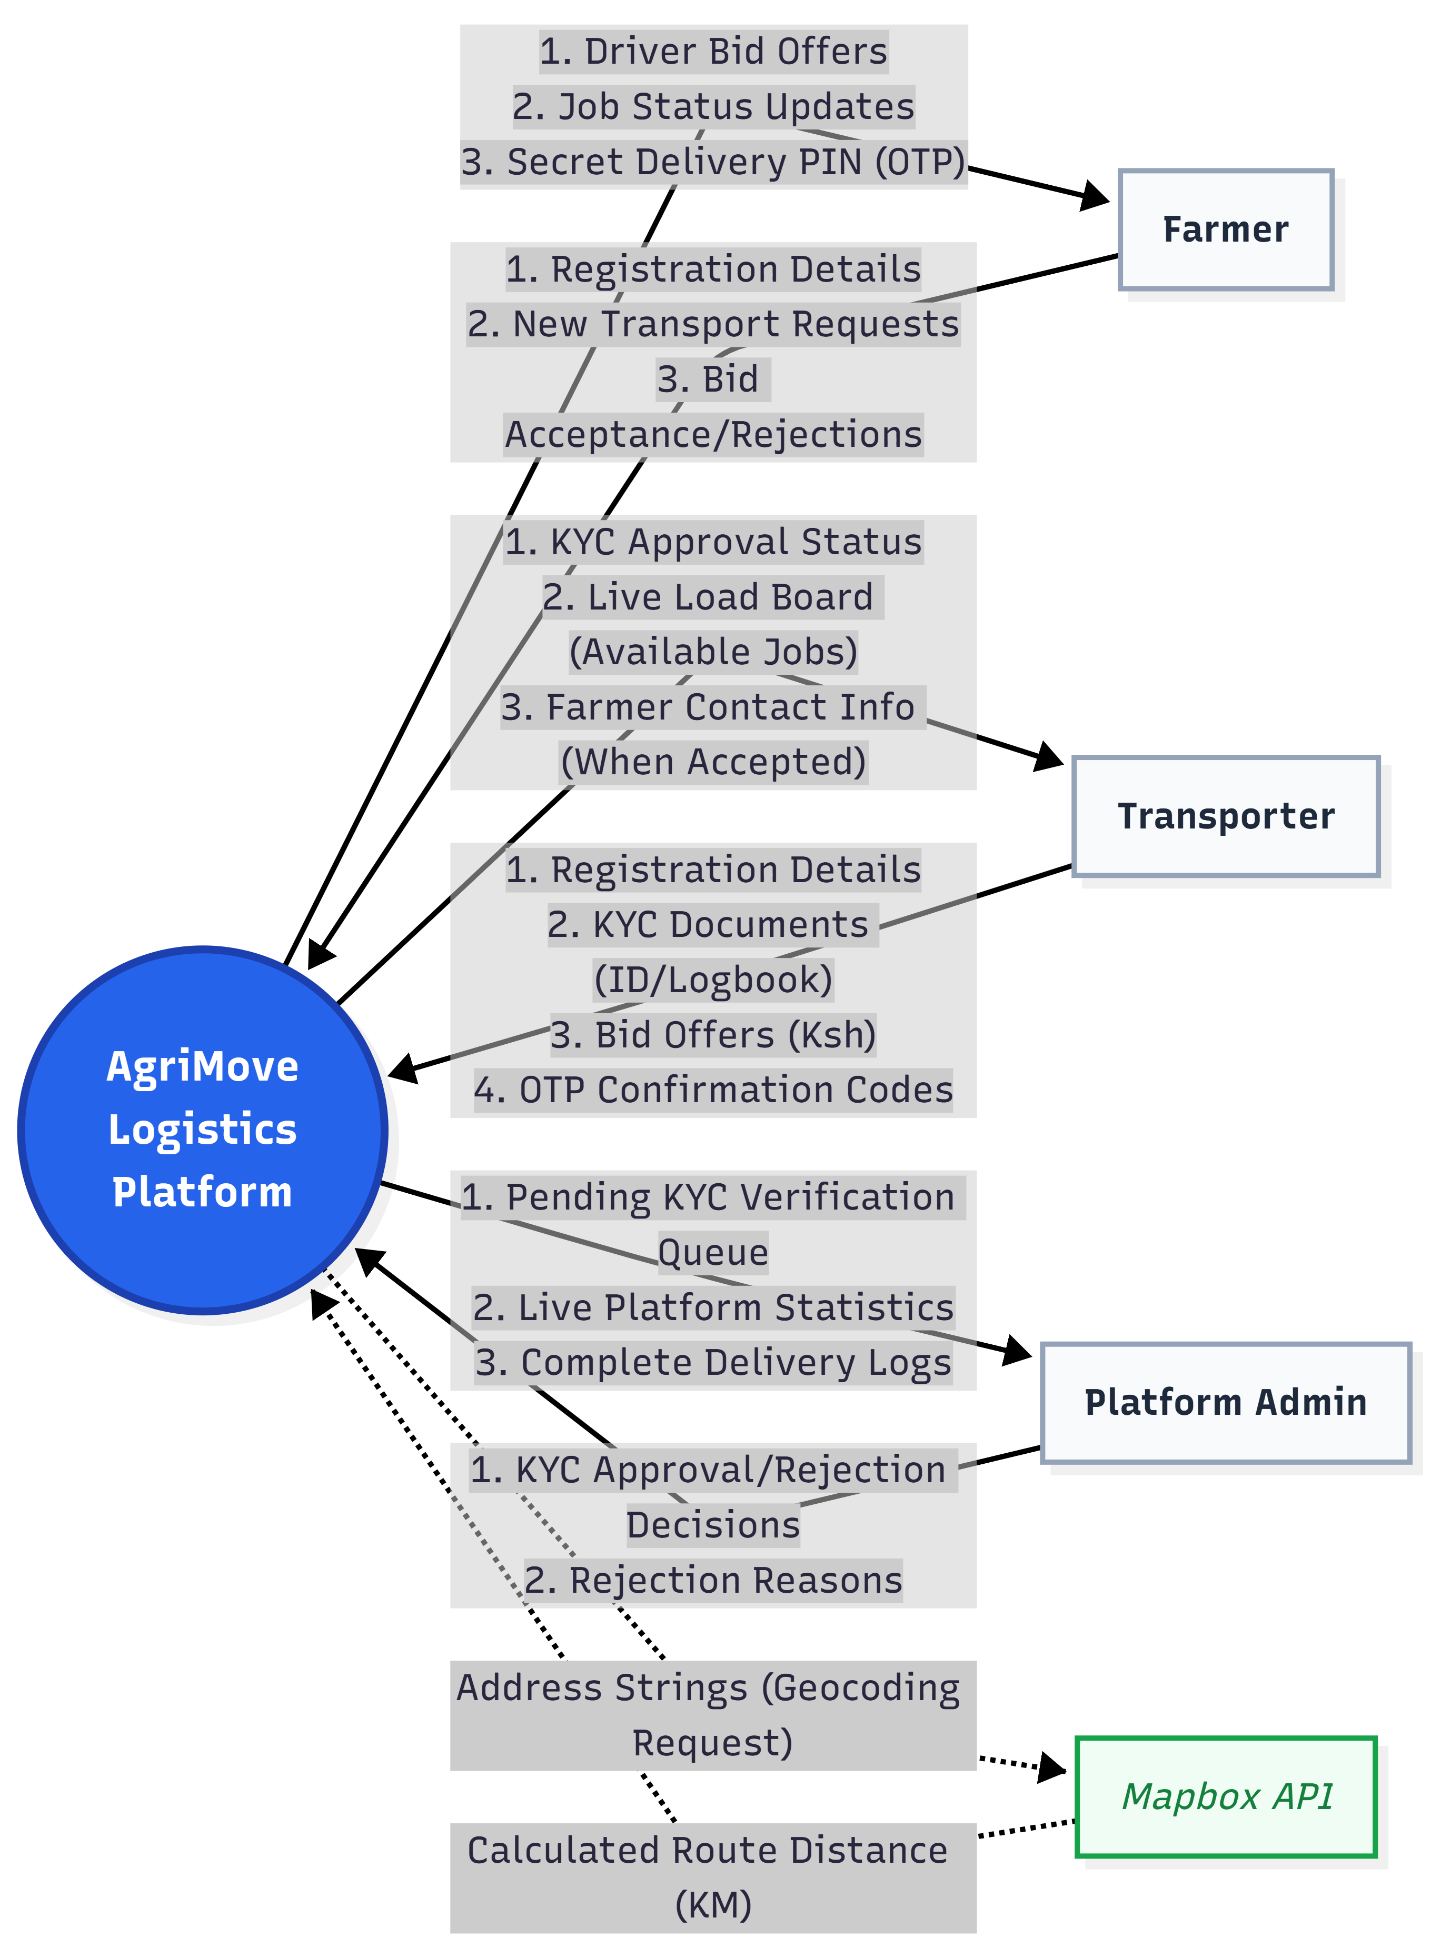 1. Driver Bid Offers
2. Job Status Updates
3. Secret Delivery PIN (OTP)
Farmer
1. Registration Details
2. New Transport Requests
3. Bid
Acceptance/Rejections
1. KYC Approval Status
2. Live Load Board
(Available Jobs)
3. Farmer Contact Info
(When Accepted)
Transporter
1. Registration Details
2. KYC Documents
(ID/Logbook)
3. Bid Offers (Ksh)
4. OTP Confirmation Codes
AgriMove
Logistics
Platform
1. Pending KYC Verification
Queue
2. Live Platform Statistics
3. Complete Delivery Logs
Platform Admin
1. KYC Approval/Rejection
Decisions
2. Rejection Reasons
Address Strings (Geocoding
Request)
Mapbox API
Calculated Route Distance
(KM)